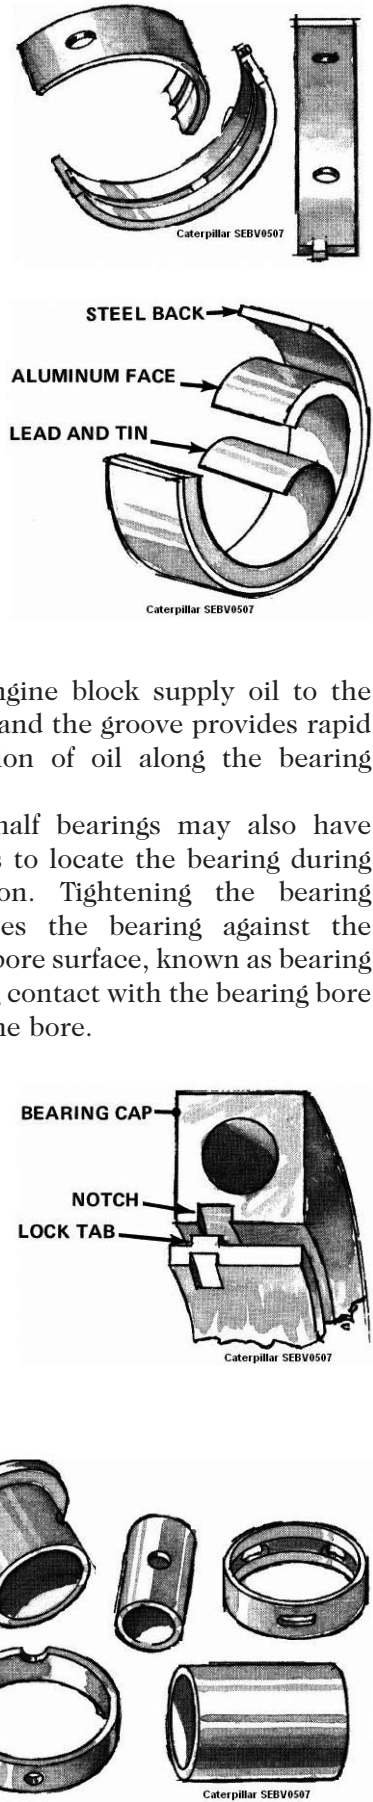 Caterpillar SEBV0507
STEEL BACK
ALUMINUM FACE
LEAD AND TIN
Caterpillar SEBV0507
ngine block supply oil to the
and the groove provides rapid
ion of oil along the bearing
half bearings may also have
s to locate the bearing during
on. Tightening the bearing
es the bearing against the
bore surface, known as bearing
g contact with the bearing bore
he bore.
BEARING CAP
NOTCH
LOCK TAB
Caterpillar SEBV0507
Caterpillar SEBV0507